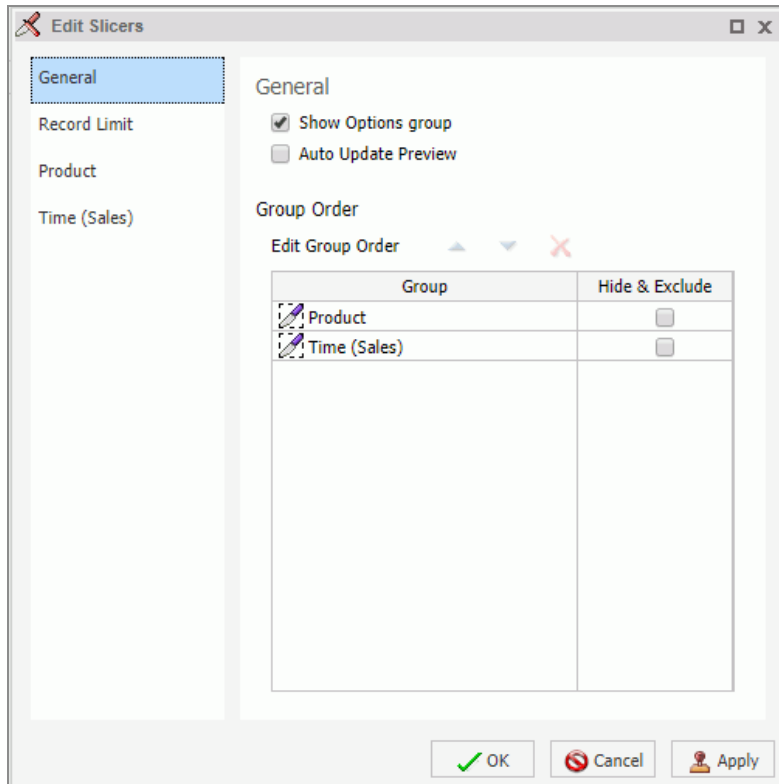 Edit Slicers
General
Record Limit
Product
Time (Sales)
General
Show Options group
Auto Update Preview
Group Order
Edit Group Order
Group Hide & Exclude
Product
Time (Sales)
OK Cancel Apply